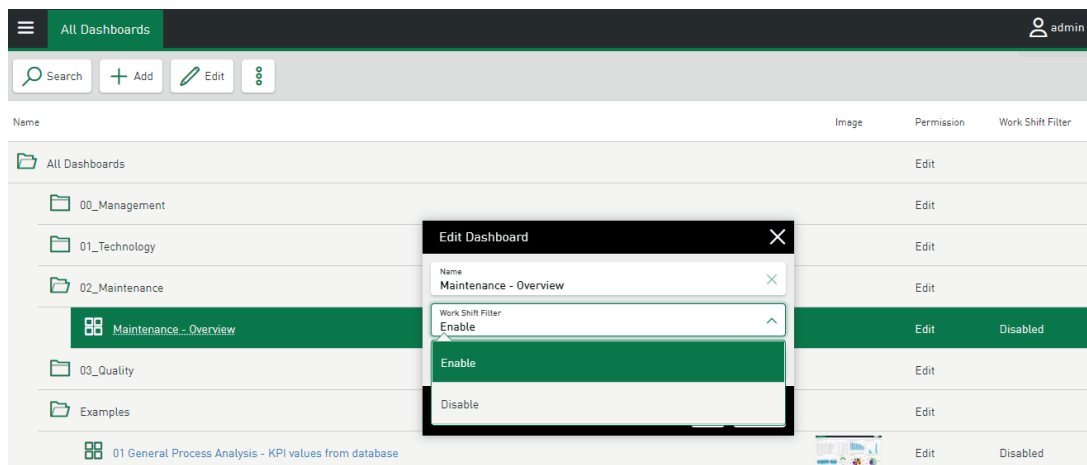 All Dashboards
admin
Search
Add
Edit
Name
Image
Permission
Work Shift Filter
All Dashboards
Edit
00_Management
Edit
01_Technology
Edit
02_Maintenance
Edit
Maintenance - Overview
Edit
Disabled
03_Quality
Edit
Examples
Edit
01 General Process Analysis - KPI values from database
Edit
Disabled
Edit Dashboard
Name
Maintenance - Overview
Work Shift Filter
Enable
Enable
Disable